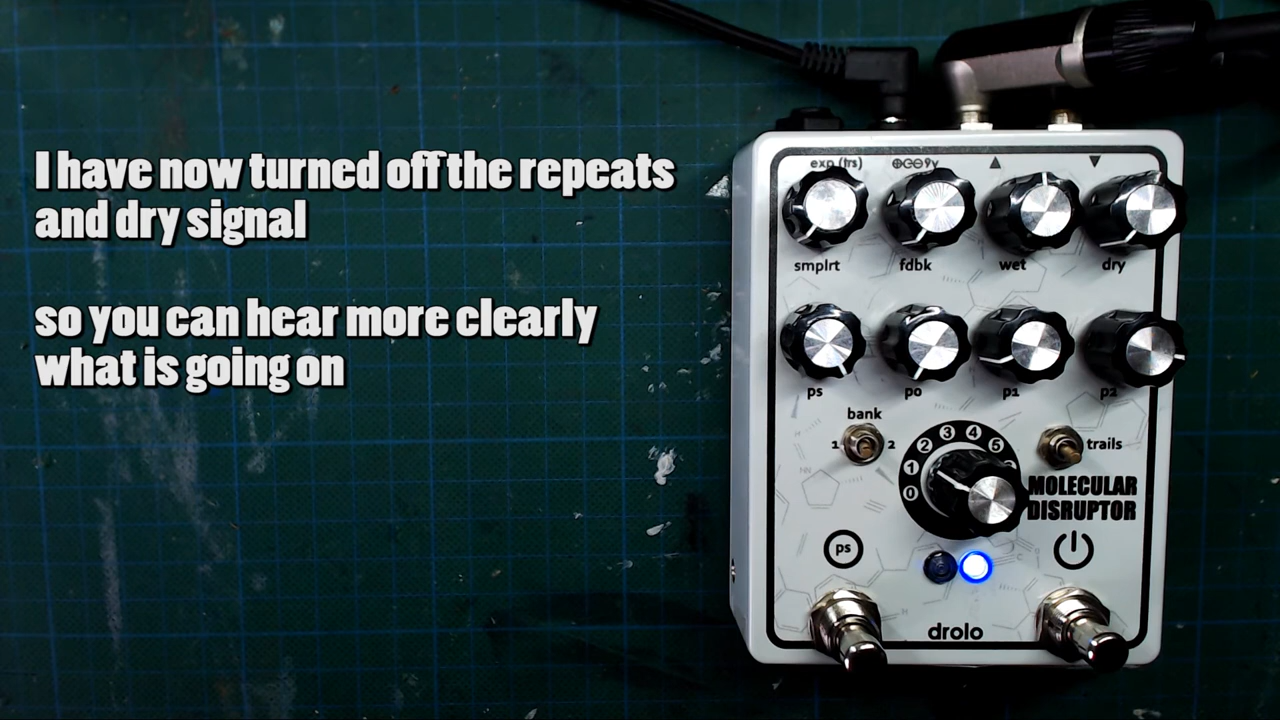 I have now turned off the repeats
and dry signal
so you can hear more clearly
what is going on
exp (trs)
▲ ▼
smplrt fdbk wet dry
ps p0 p1 p2
bank
1 2
0 1 2 3 4 5
trails
MOLECULAR
DISRUPTOR
ps
drolo